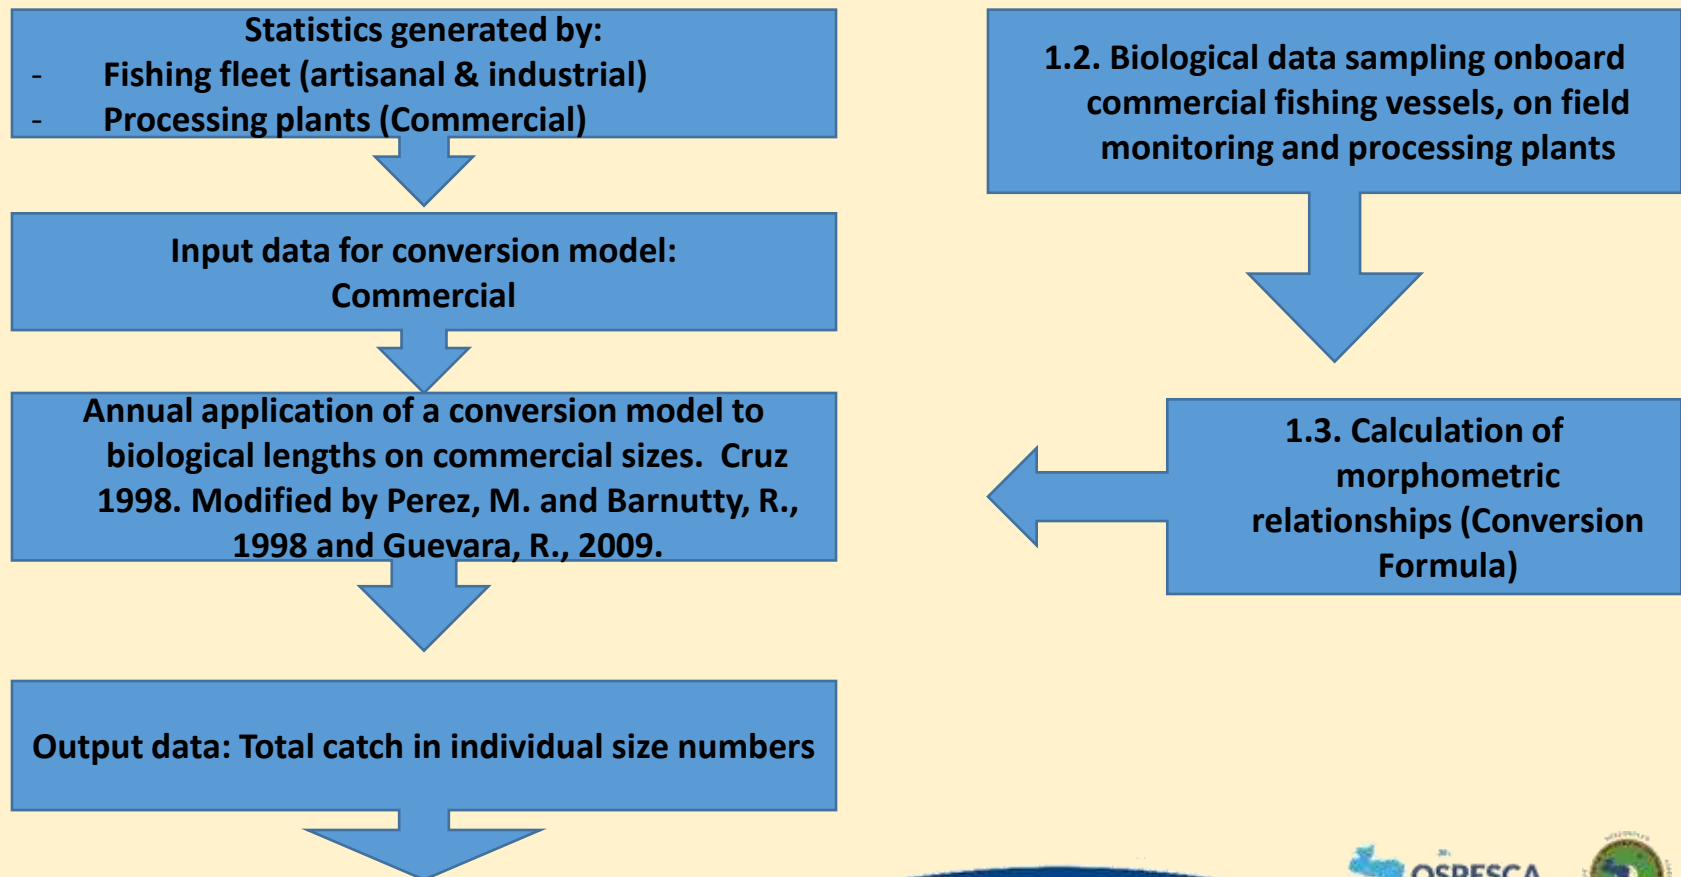 Statistics generated by:
- Fishing fleet (artisanal & industrial)
- Processing plants (Commercial)
Input data for conversion model:
Commercial
Annual application of a conversion model to
biological lengths on commercial sizes. Cruz
1998. Modified by Perez, M. and Barnutty, R.,
1998 and Guevara, R., 2009.
Output data: Total catch in individual size numbers
1.2. Biological data sampling onboard
commercial fishing vessels, on field
monitoring and processing plants
1.3. Calculation of
morphometric
relationships (Conversion
Formula)
OSPESCA